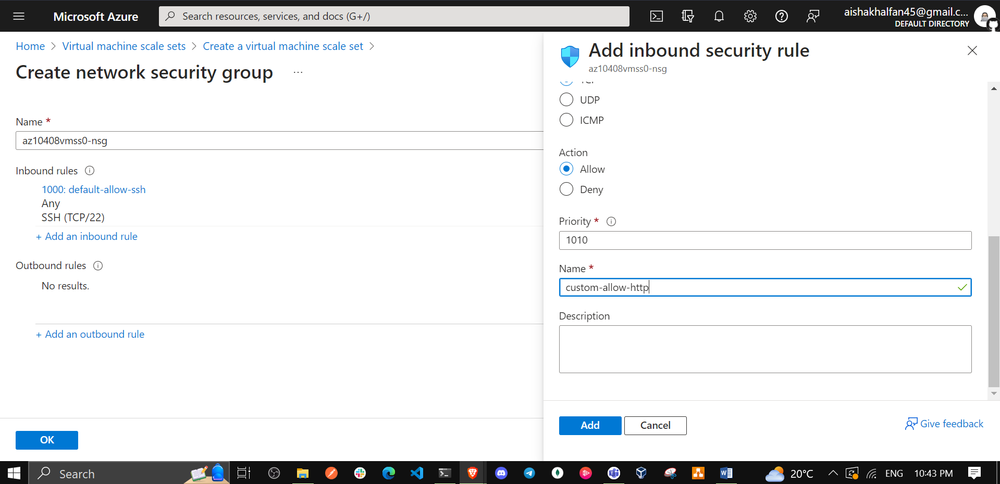 Microsoft Azure
Search resources, services, and docs (G+/)
aishakhalfan45@gmail.c...
DEFAULT DIRECTORY
Home > Virtual machine scale sets > Create a virtual machine scale set >
Create network security group ...
Name *
az10408vmss0-nsg
Inbound rules
1000: default-allow-ssh
Any
SSH (TCP/22)
+ Add an inbound rule
Outbound rules
No results.
+ Add an outbound rule
OK
Add inbound security rule
az10408vmss0-nsg
TCP
UDP
ICMP
Action
Allow
Deny
Priority *
1010
Name *
custom-allow-http
Description
Add
Cancel
Give feedback
Search
20°C
ENG
10:43 PM